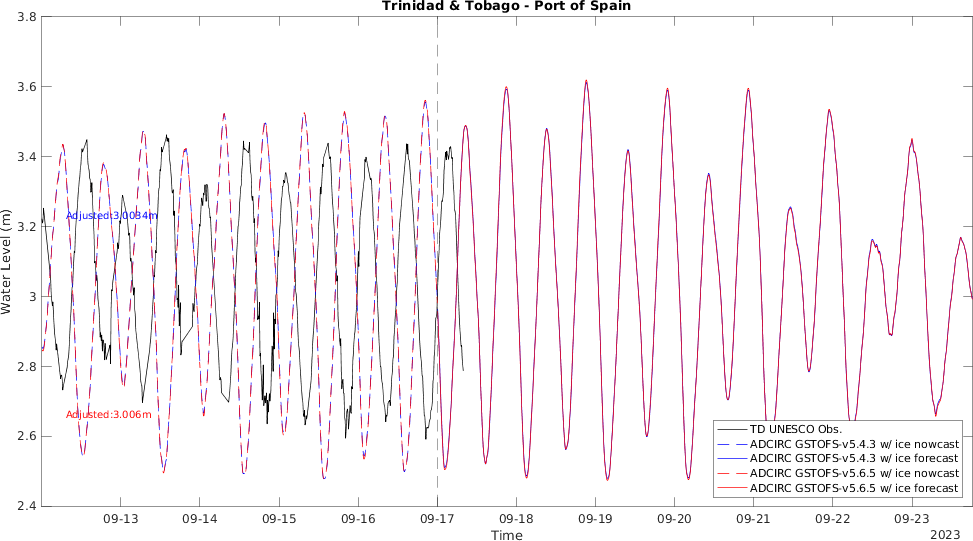 Trinidad & Tobago - Port of Spain
3.8
3.6
3.4
3.2
3
2.8
2.6
2.4
Water Level (m)
Adjusted:3.0034m
Adjusted:3.006m
TD UNESCO Obs.
ADCIRC GSTOFS-v5.4.3 w/ ice nowcast
ADCIRC GSTOFS-v5.4.3 w/ ice forecast
ADCIRC GSTOFS-v5.6.5 w/ ice nowcast
ADCIRC GSTOFS-v5.6.5 w/ ice forecast
09-13 09-14 09-15 09-16 09-17 09-18 09-19 09-20 09-21 09-22 09-23
Time
2023